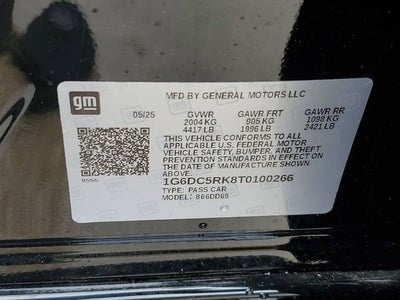 gm
MFD BY GENERAL MOTORS LLC
05/25 GVWR GAWR FRT GAWR RR
2004 KG 905 KG 1098 KG
4417 LB 1996 LB 2421 LB
THIS VEHICLE CONFORMS TO ALL
APPLICABLE U.S. FEDERAL MOTOR
VEHICLE SAFETY, BUMPER, AND THEFT
PREVENTION STANDARDS IN EFFECT ON
THE DATE OF MANUFACTURE SHOWN
ABOVE.
1G6DC5RK8T0100266
TYPE: PASS CAR
MODEL: B66DD69